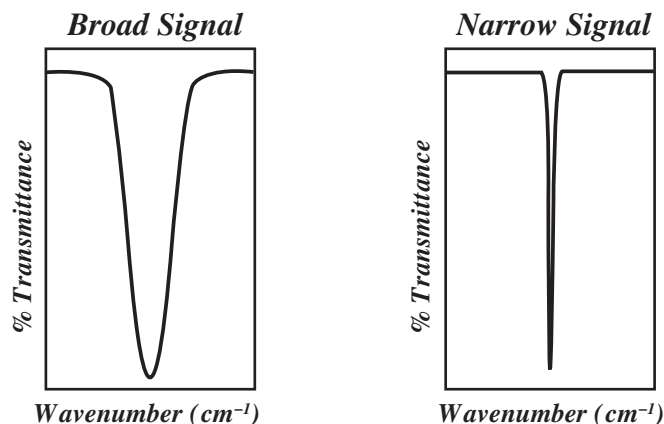 Broad Signal
% Transmittance
Wavenumber (cm⁻¹)
Narrow Signal
% Transmittance
Wavenumber (cm⁻¹)